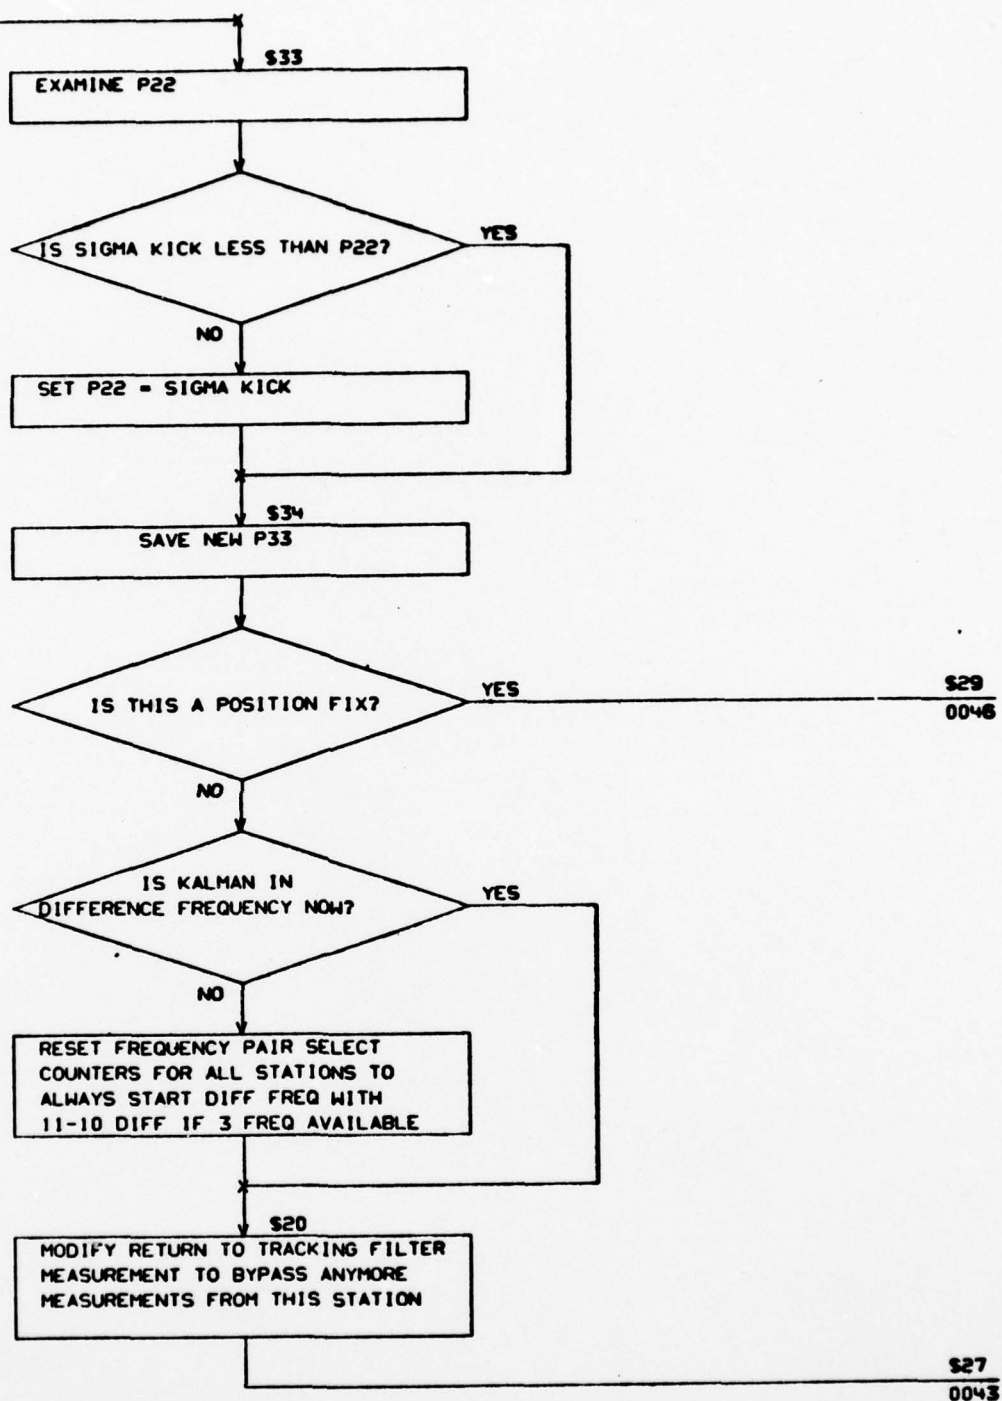 $33
EXAMINE P22
IS SIGMA KICK LESS THAN P22?
YES
NO
SET P22 = SIGMA KICK
$34
SAVE NEW P33
IS THIS A POSITION FIX?
YES
$29
0046
NO
IS KALMAN IN
DIFFERENCE FREQUENCY NOW?
YES
NO
RESET FREQUENCY PAIR SELECT
COUNTERS FOR ALL STATIONS TO
ALWAYS START DIFF FREQ WITH
11-10 DIFF IF 3 FREQ AVAILABLE
$20
MODIFY RETURN TO TRACKING FILTER
MEASUREMENT TO BYPASS ANYMORE
MEASUREMENTS FROM THIS STATION
$27
0043